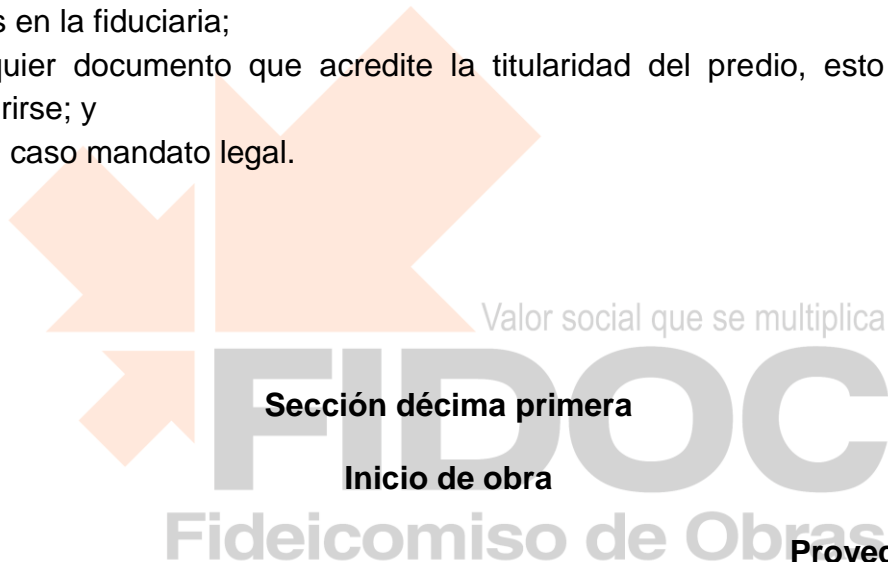 s en la fiduciaria;
quier documento que acredite la titularidad del predio, esto
rirse; y
caso mandato legal.
Valor social que se multiplica
FIDOC
Sección décima primera
Inicio de obra
Fideicomiso de Obras
Proyec